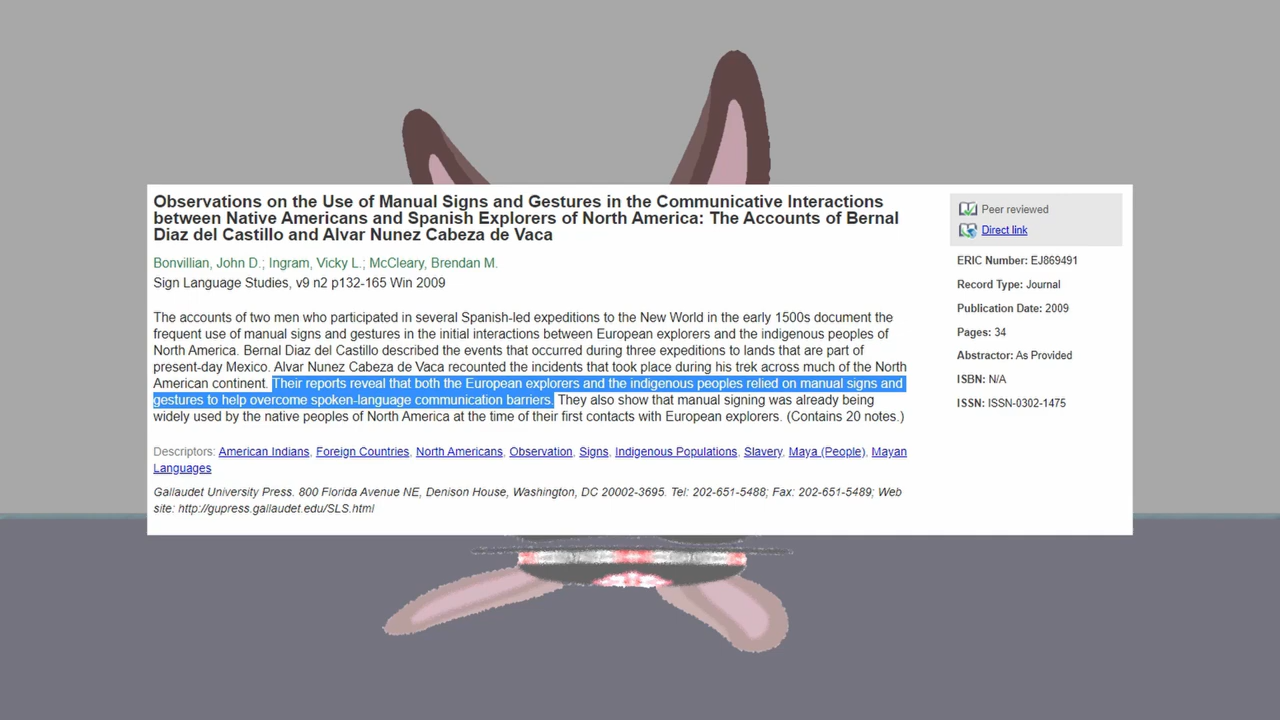 Observations on the Use of Manual Signs and Gestures in the Communicative Interactions
between Native Americans and Spanish Explorers of North America: The Accounts of Bernal
Diaz del Castillo and Alvar Nunez Cabeza de Vaca
Bonvillian, John D.; Ingram, Vicky L.; McCleary, Brendan M.
Sign Language Studies, v9 n2 p132-165 Win 2009
The accounts of two men who participated in several Spanish-led expeditions to the New World in the early 1500s document the
frequent use of manual signs and gestures in the initial interactions between European explorers and the indigenous peoples of
North America. Bernal Diaz del Castillo described the events that occurred during three expeditions to lands that are part of
present-day Mexico. Alvar Nunez Cabeza de Vaca recounted the incidents that took place during his trek across much of the North
American continent. Their reports reveal that both the European explorers and the indigenous peoples relied on manual signs and
gestures to help overcome spoken-language communication barriers. They also show that manual signing was already being
widely used by the native peoples of North America at the time of their first contacts with European explorers. (Contains 20 notes.)
Descriptors: American Indians, Foreign Countries, North Americans, Observation, Signs, Indigenous Populations, Slavery, Maya (People), Mayan
Languages
Gallaudet University Press. 800 Florida Avenue NE, Denison House, Washington, DC 20002-3695. Tel: 202-651-5488; Fax: 202-651-5489; Web
site: http://gupress.gallaudet.edu/SLS.html
Peer reviewed
Direct link
ERIC Number: EJ869491
Record Type: Journal
Publication Date: 2009
Pages: 34
Abstractor: As Provided
ISBN: N/A
ISSN: ISSN-0302-1475